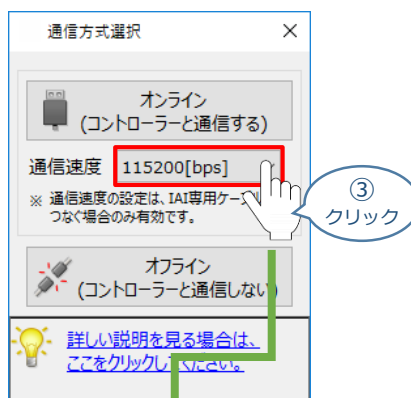 通信方式選択
オンライン
(コントローラーと通信する)
通信速度 115200[bps]
③
クリック
※ 通信速度の設定は、IAI専用ケーブル
つなぐ場合のみ有効です。
オフライン
(コントローラーと通信しない
詳しい説明を見る場合は、
ここをクリックしてください。